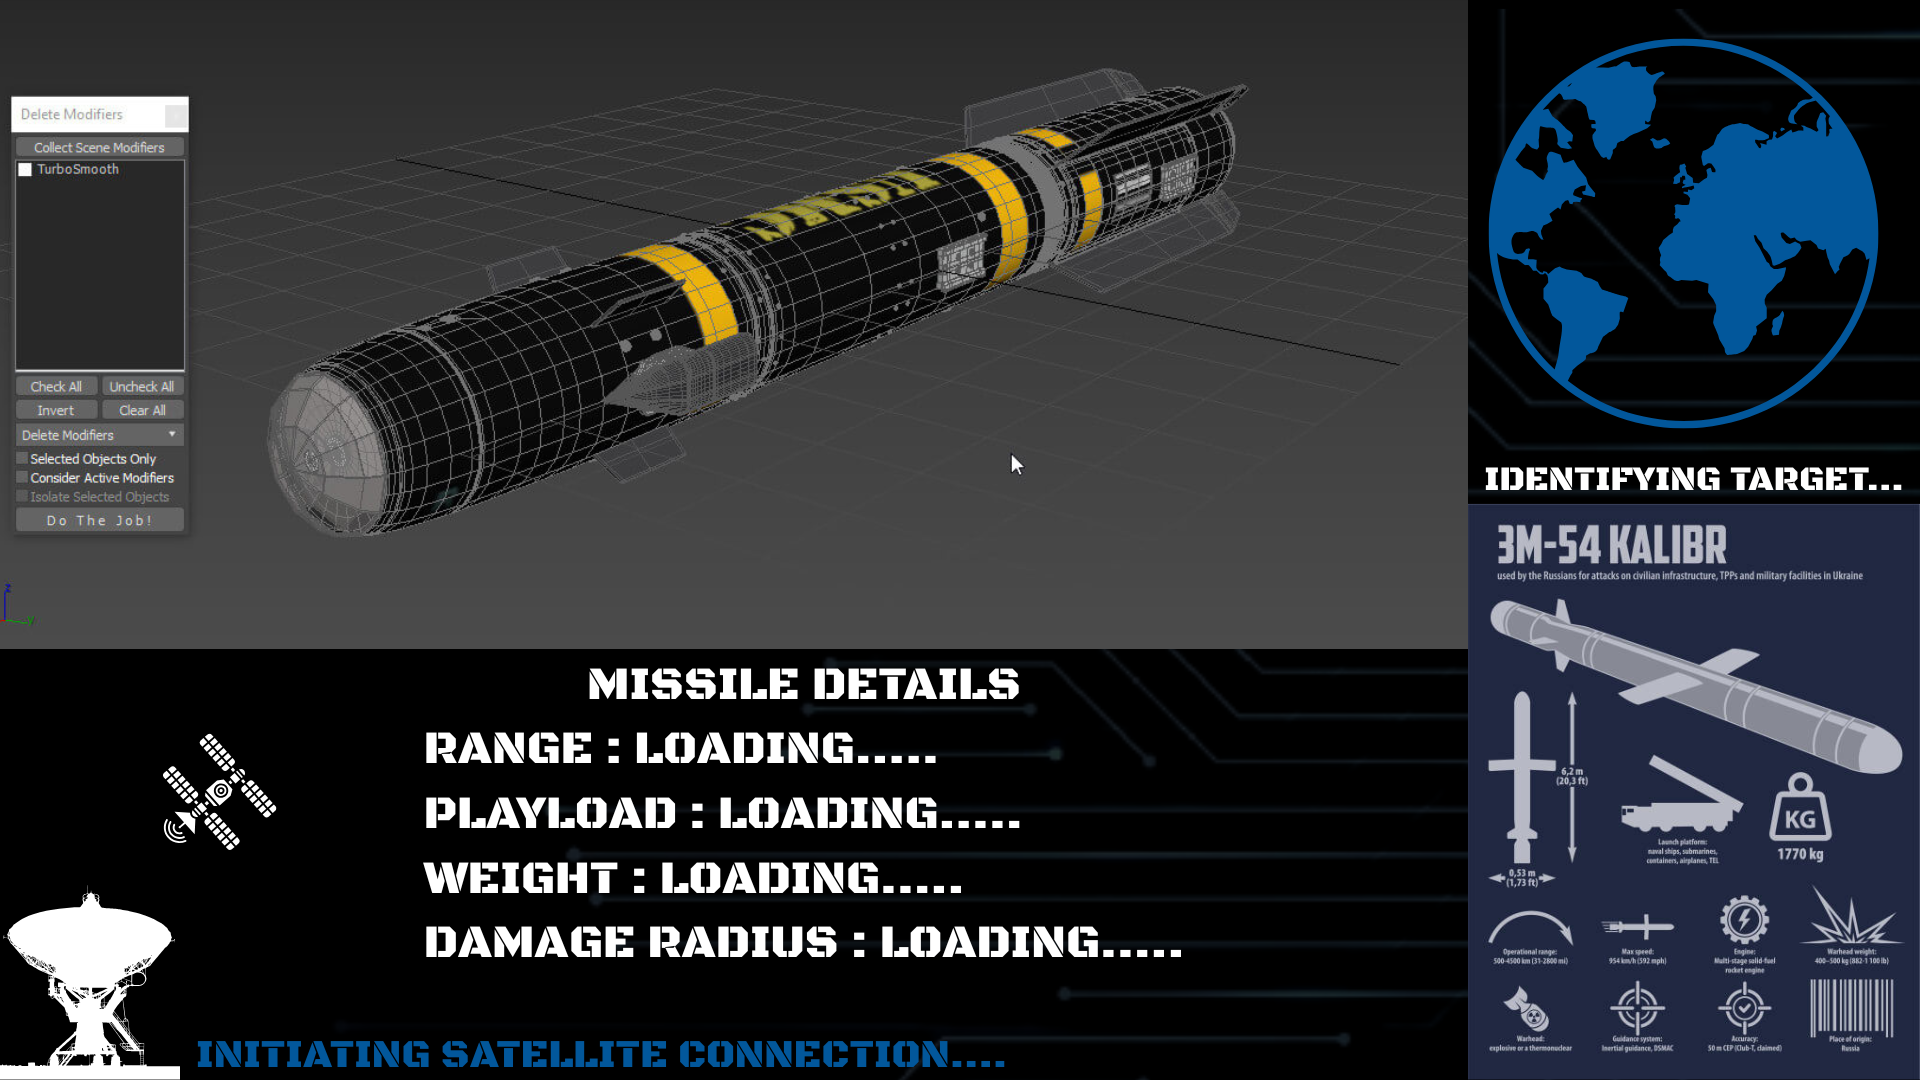 Delete Modifiers
Collect Scene Modifiers
TurboSmooth
Check All
Uncheck All
Invert
Clear All
Delete Modifiers
Selected Objects Only
Consider Active Modifiers
Isolate Selected Objects
Do The Job!
z
y
IDENTIFYING TARGET...
3M-54 KALIBR
used by the Russians for attacks on civilian infrastructure, TPPs and military facilities in Ukraine
6,2 m
(20,3 ft)
0,53 m
(1,73 ft)
Launch platform:
naval ships, submarines,
containers, airplanes, TEL
KG
1770 kg
Operational range:
500-4500 km (31-2800 mi)
Max speed:
954 km/h (592 mph)
Engine:
Multi-stage solid-fuel
rocket engine
Warhead weight:
400-500 kg (882-1 100 lb)
Warhead:
explosive or a thermonuclear
Guidance system:
Inertial guidance, DSMAC
Accuracy:
50 m CEP (Club-T, claimed)
Place of origin:
Russia
MISSILE DETAILS
RANGE : LOADING.....
PLAYLOAD : LOADING.....
WEIGHT : LOADING.....
DAMAGE RADIUS : LOADING.....
INITIATING SATELLITE CONNECTION....